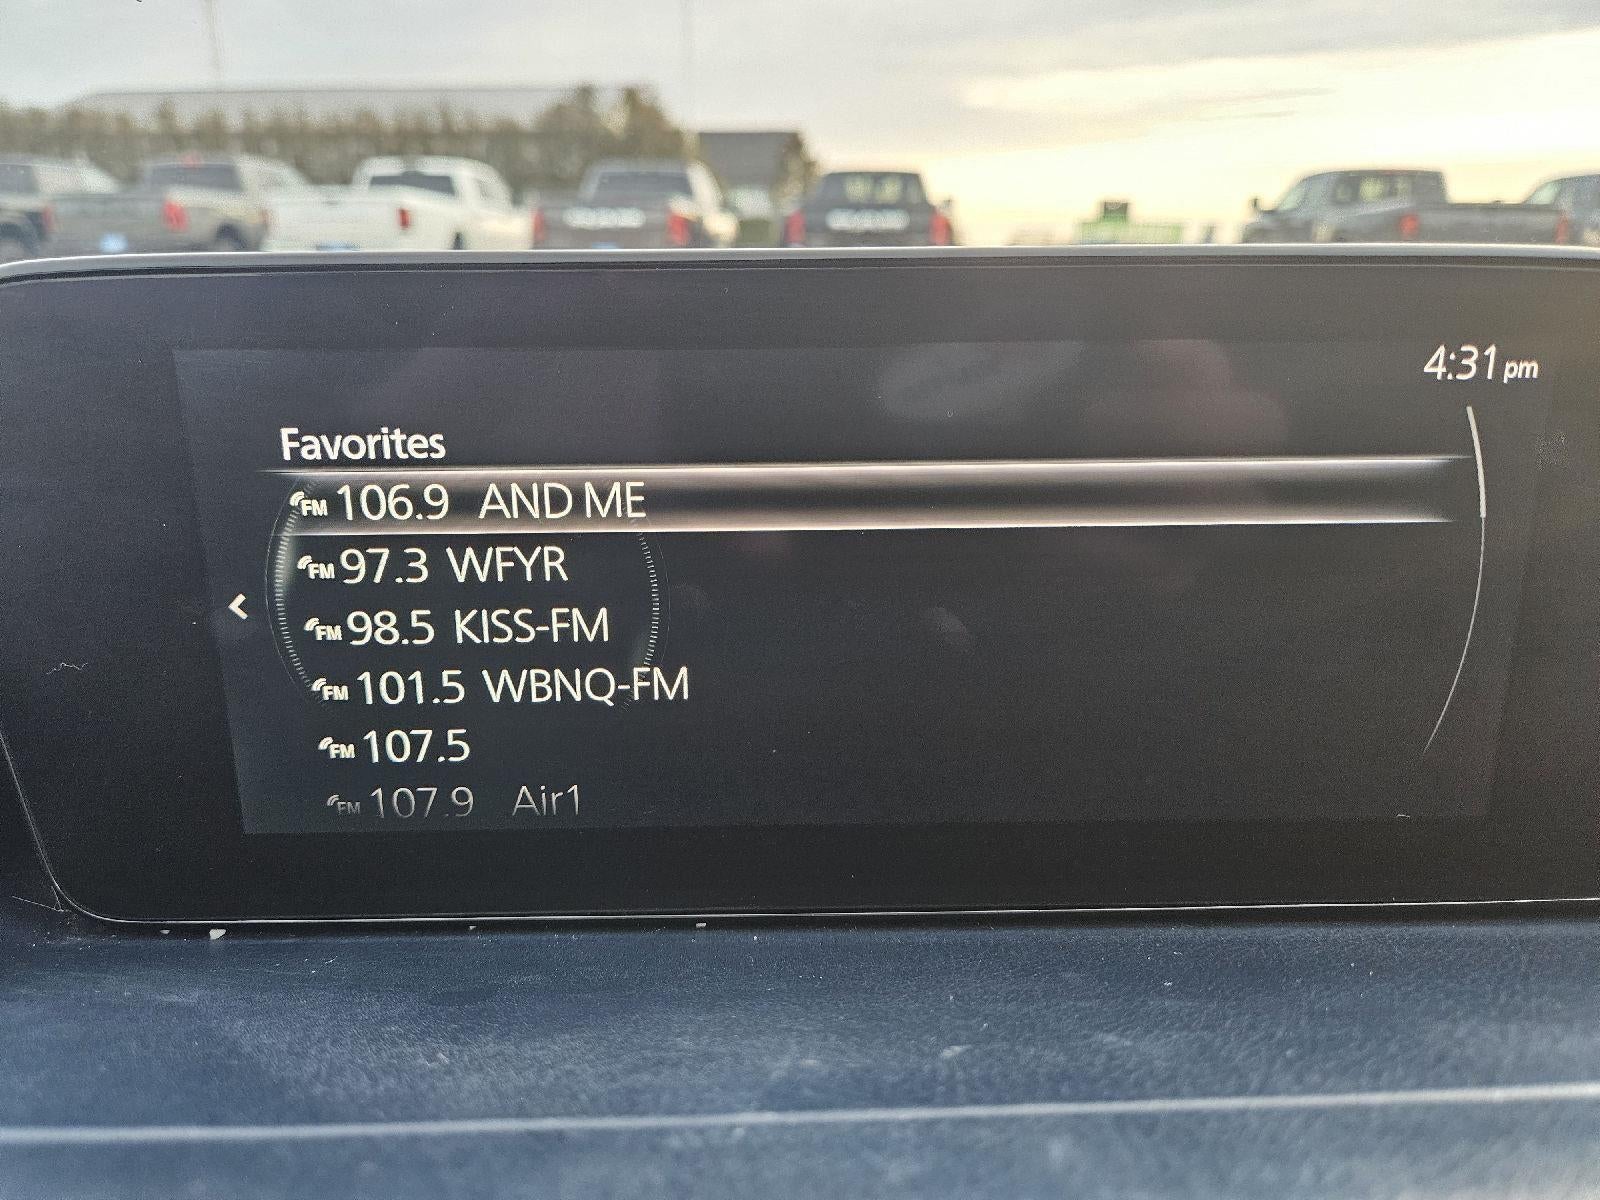 4:31 pm
Favorites
FM 106.9 AND ME
FM 97.3 WFYR
FM 98.5 KISS-FM
FM 101.5 WBNQ-FM
FM 107.5
FM 107.9 Air1